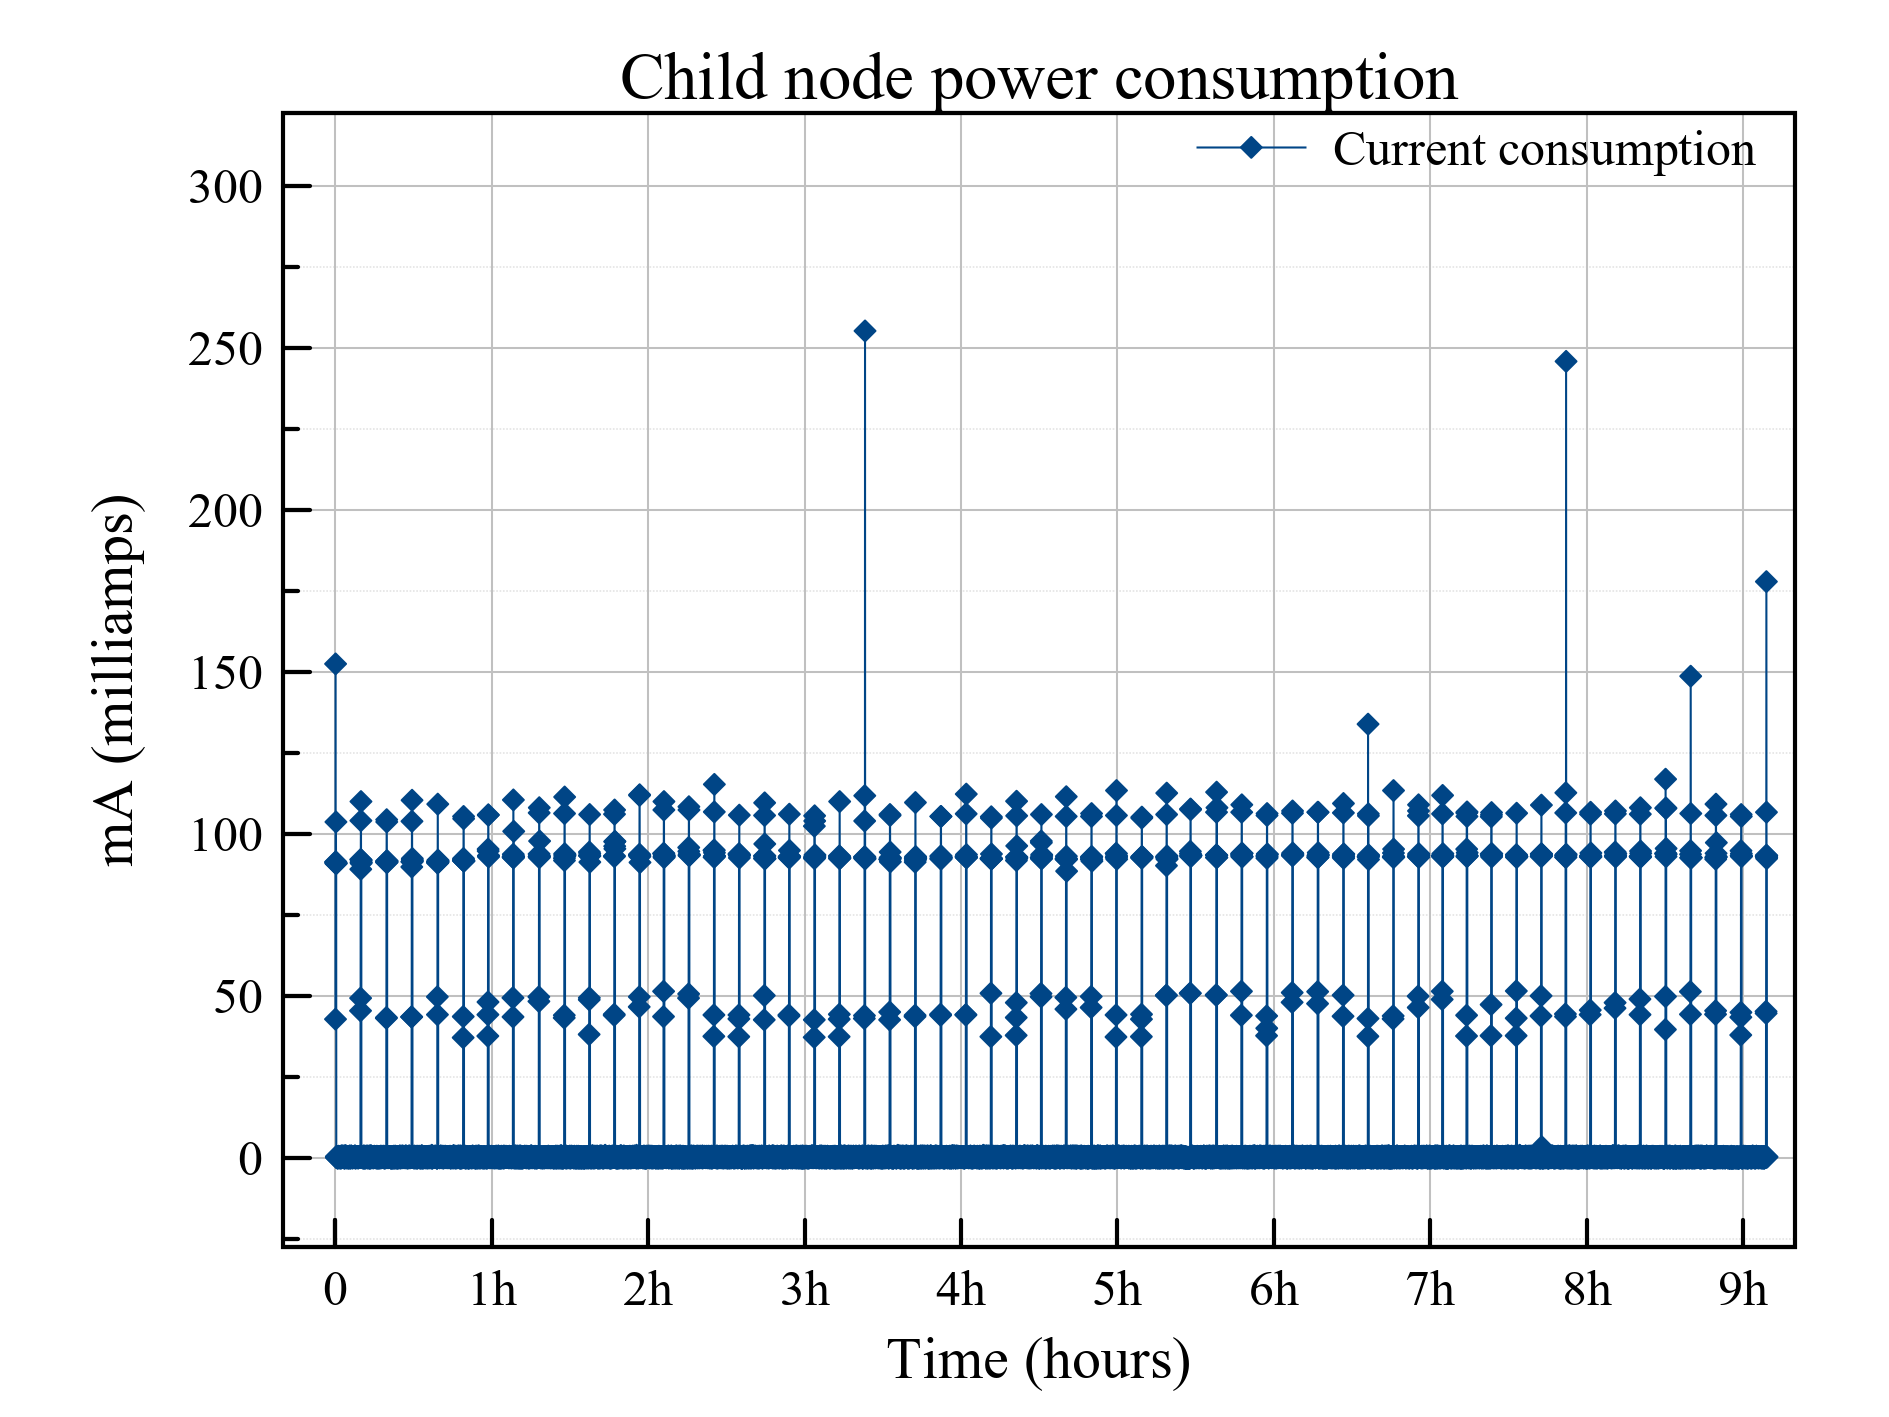 Child node power consumption
Current consumption
300
250
200
150
100
50
0
mA (milliamps)
0 1h 2h 3h 4h 5h 6h 7h 8h 9h
Time (hours)